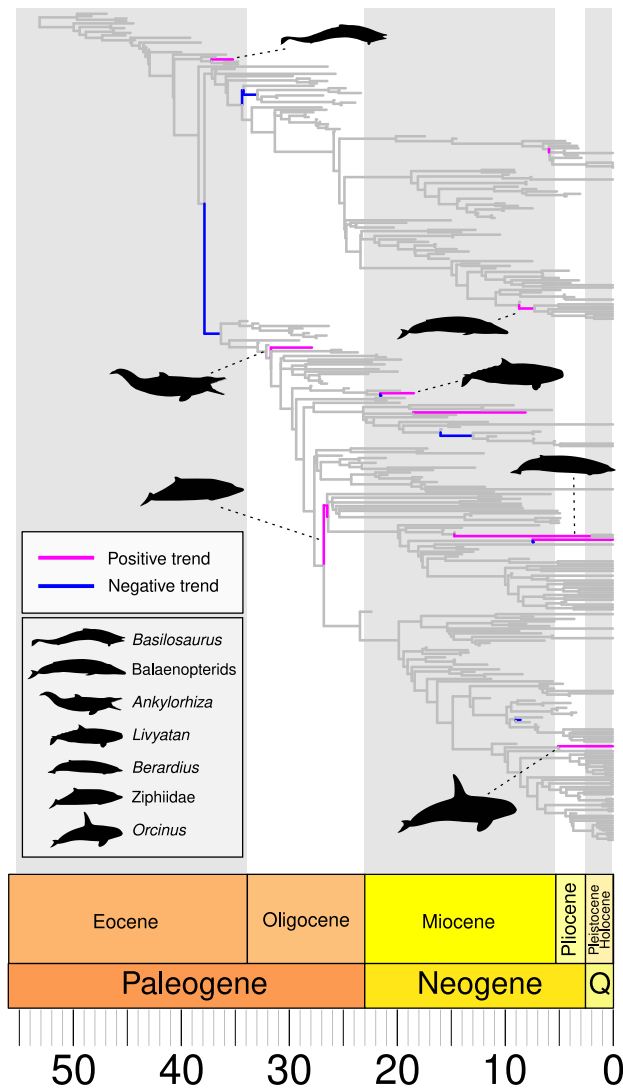 Positive trend
Negative trend
Basilosaurus
Balaenopterids
Ankylorhiza
Livyatan
Berardius
Ziphiidae
Orcinus
Eocene
Oligocene
Miocene
Pliocene
Pleistocene
Holocene
Paleogene
Neogene
Q
50 40 30 20 10 0